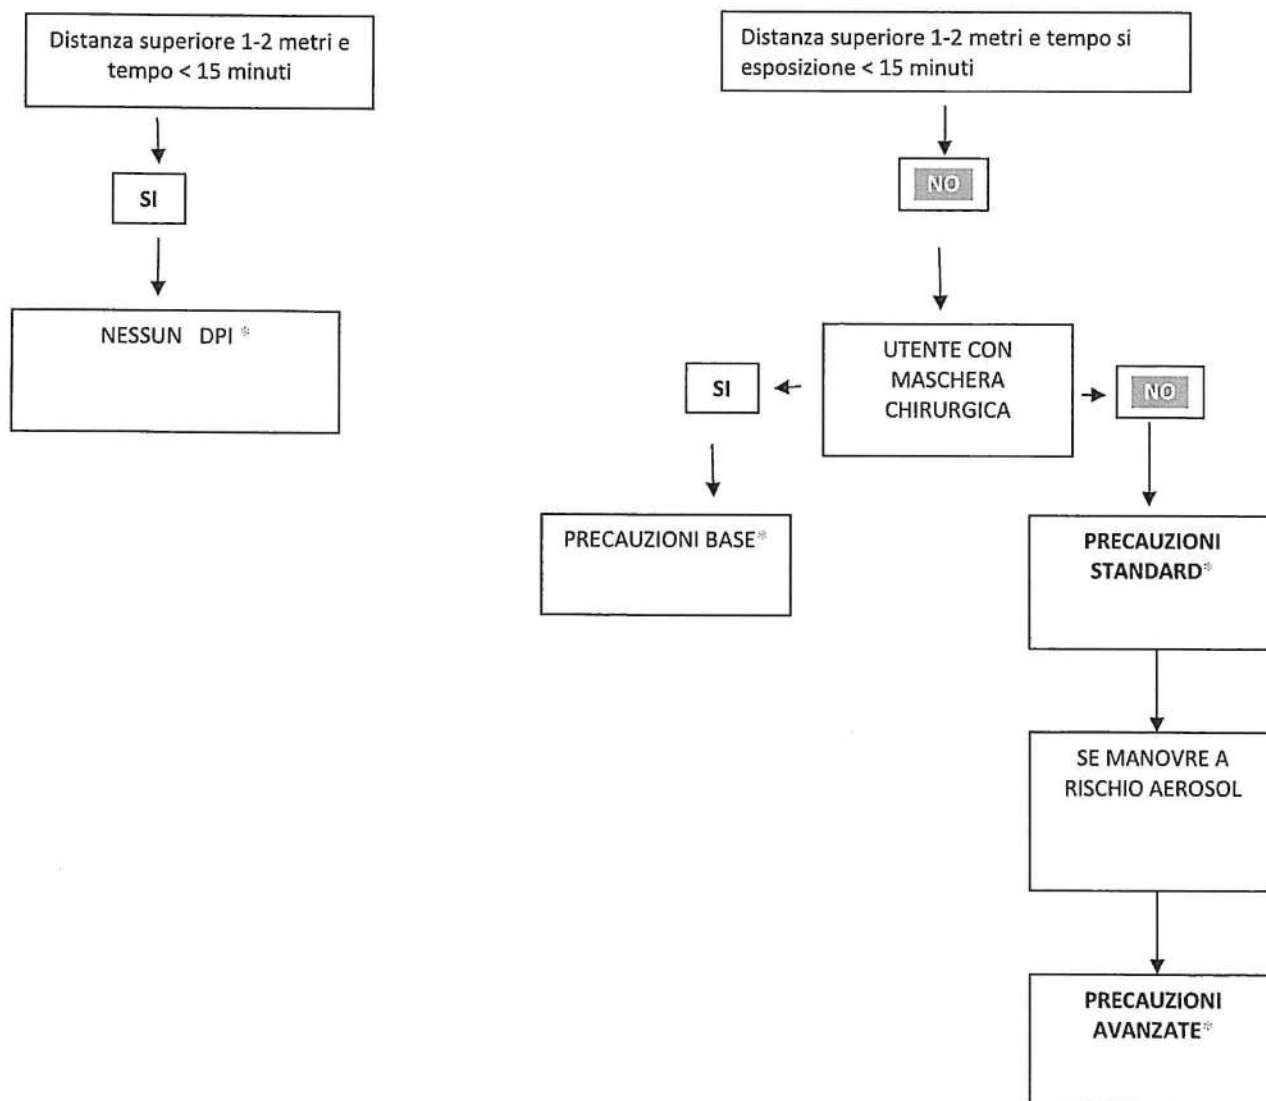 Distanza superiore 1-2 metri e
tempo < 15 minuti
SI
NESSUN DPI *
Distanza superiore 1-2 metri e tempo si
esposizione < 15 minuti
NO
UTENTE CON
MASCHERA
CHIRURGICA
SI
NO
PRECAUZIONI BASE*
PRECAUZIONI
STANDARD*
SE MANOVRE A
RISCHIO AEROSOL
PRECAUZIONI
AVANZATE*